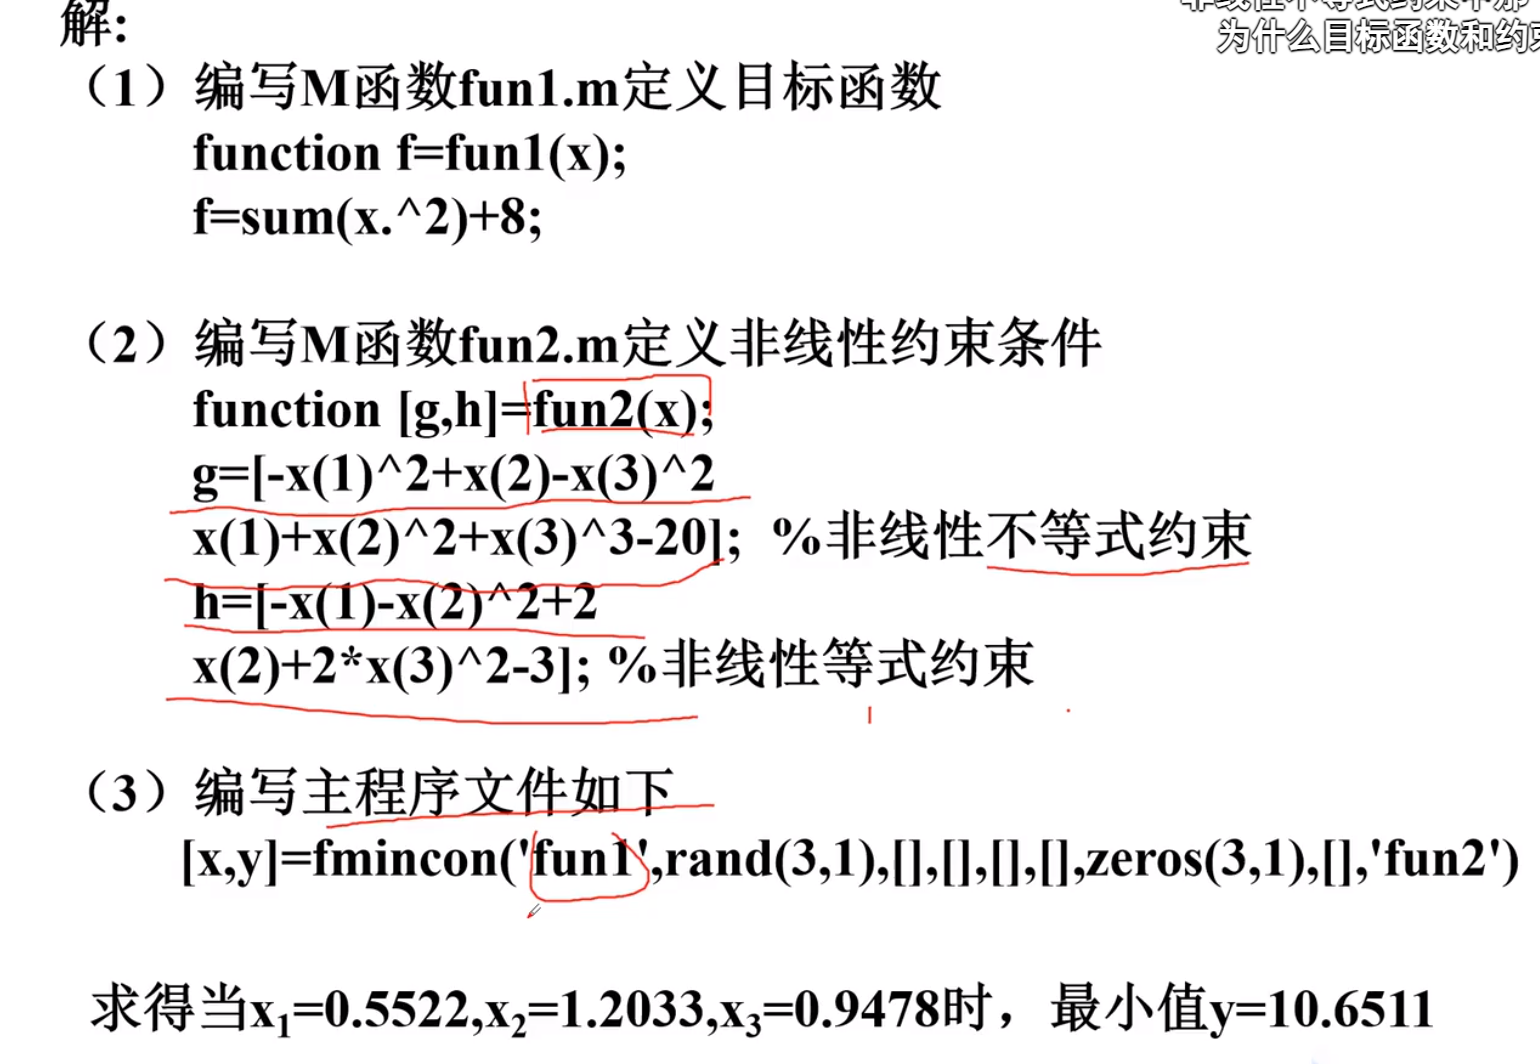 解:
为什么目标函数和约
（1）编写M函数fun1.m定义目标函数
function f=fun1(x);
f=sum(x.^2)+8;
（2）编写M函数fun2.m定义非线性约束条件
function [g,h]=fun2(x);
g=[-x(1)^2+x(2)-x(3)^2
x(1)+x(2)^2+x(3)^3-20]; %非线性不等式约束
h=[-x(1)-x(2)^2+2
x(2)+2*x(3)^2-3]; %非线性等式约束
（3）编写主程序文件如下
[x,y]=fmincon('fun1',rand(3,1),[],[],[],[],zeros(3,1),[],'fun2')
求得当x₁=0.5522,x₂=1.2033,x₃=0.9478时，最小值y=10.6511